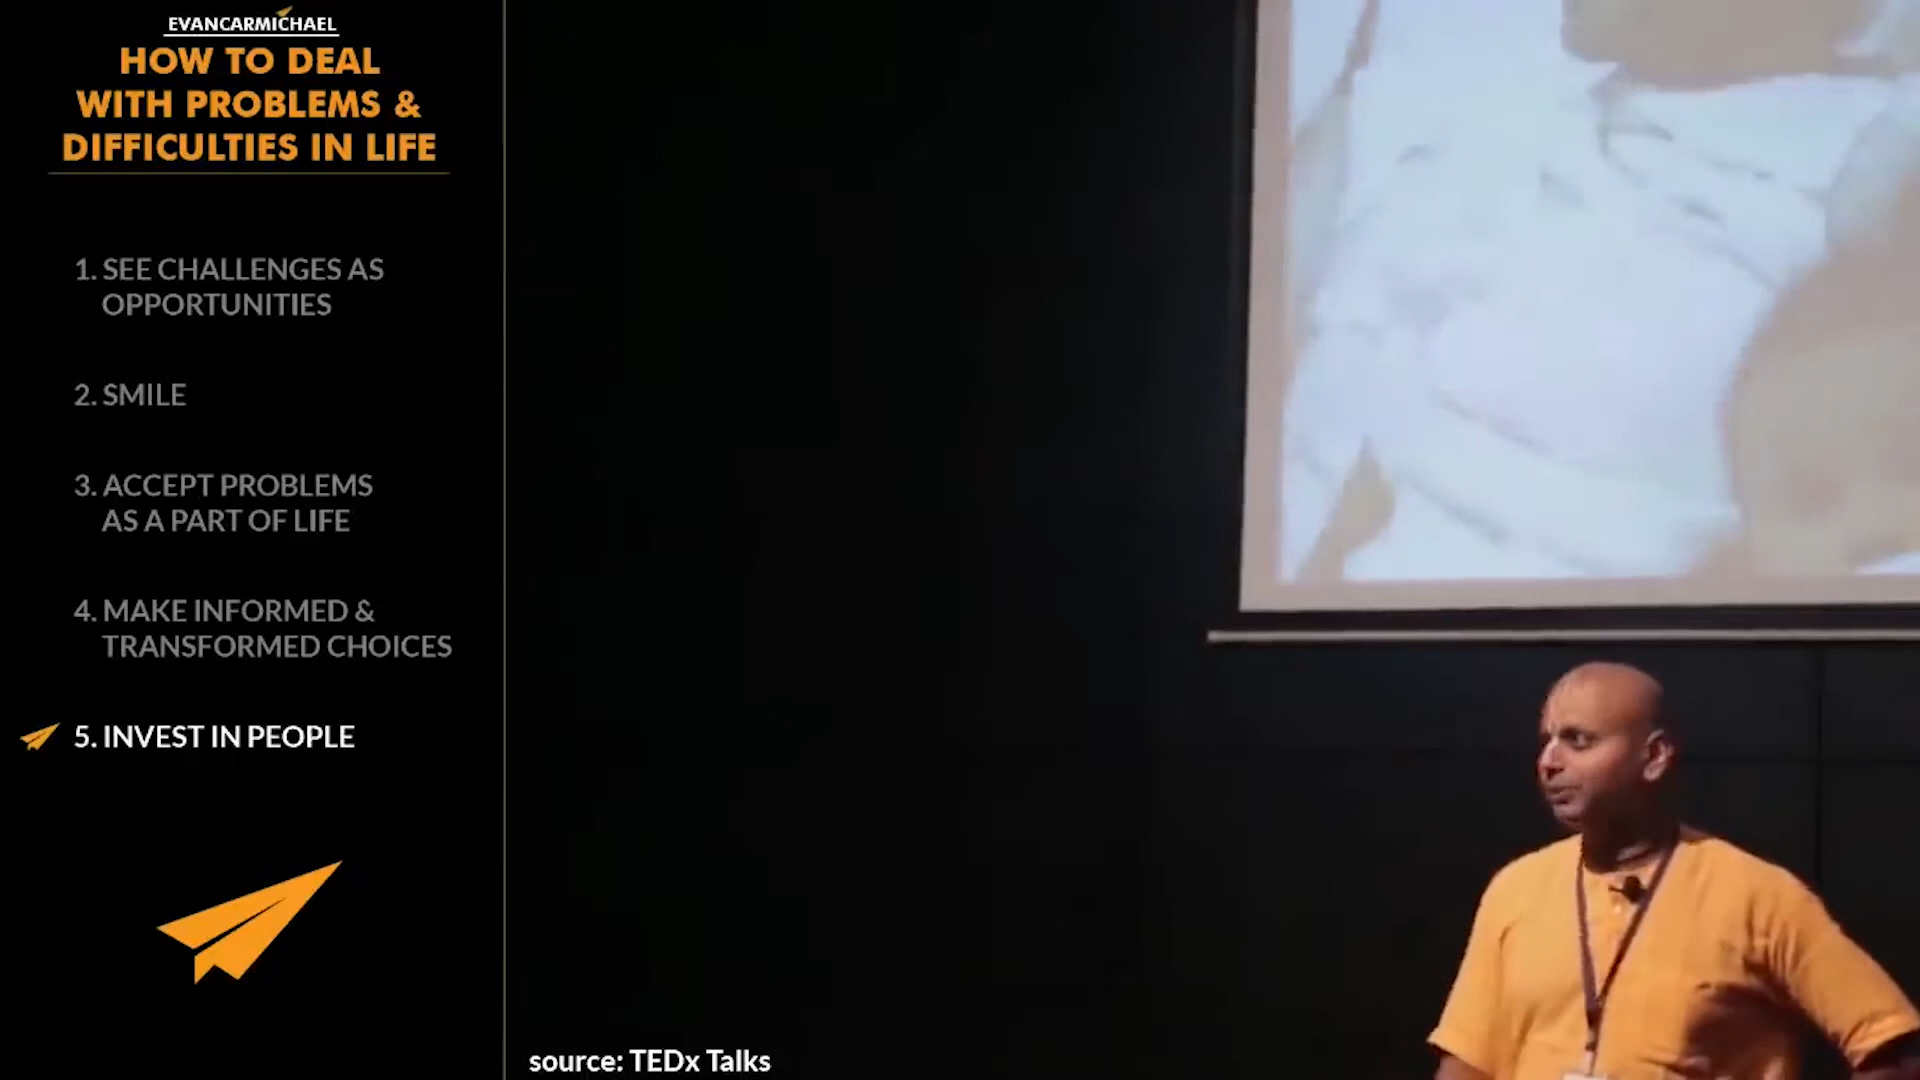 EVANCARMICHAEL
HOW TO DEAL
WITH PROBLEMS &
DIFFICULTIES IN LIFE
1. SEE CHALLENGES AS
OPPORTUNITIES
2. SMILE
3. ACCEPT PROBLEMS
AS A PART OF LIFE
4. MAKE INFORMED &
TRANSFORMED CHOICES
5. INVEST IN PEOPLE
source: TEDx Talks